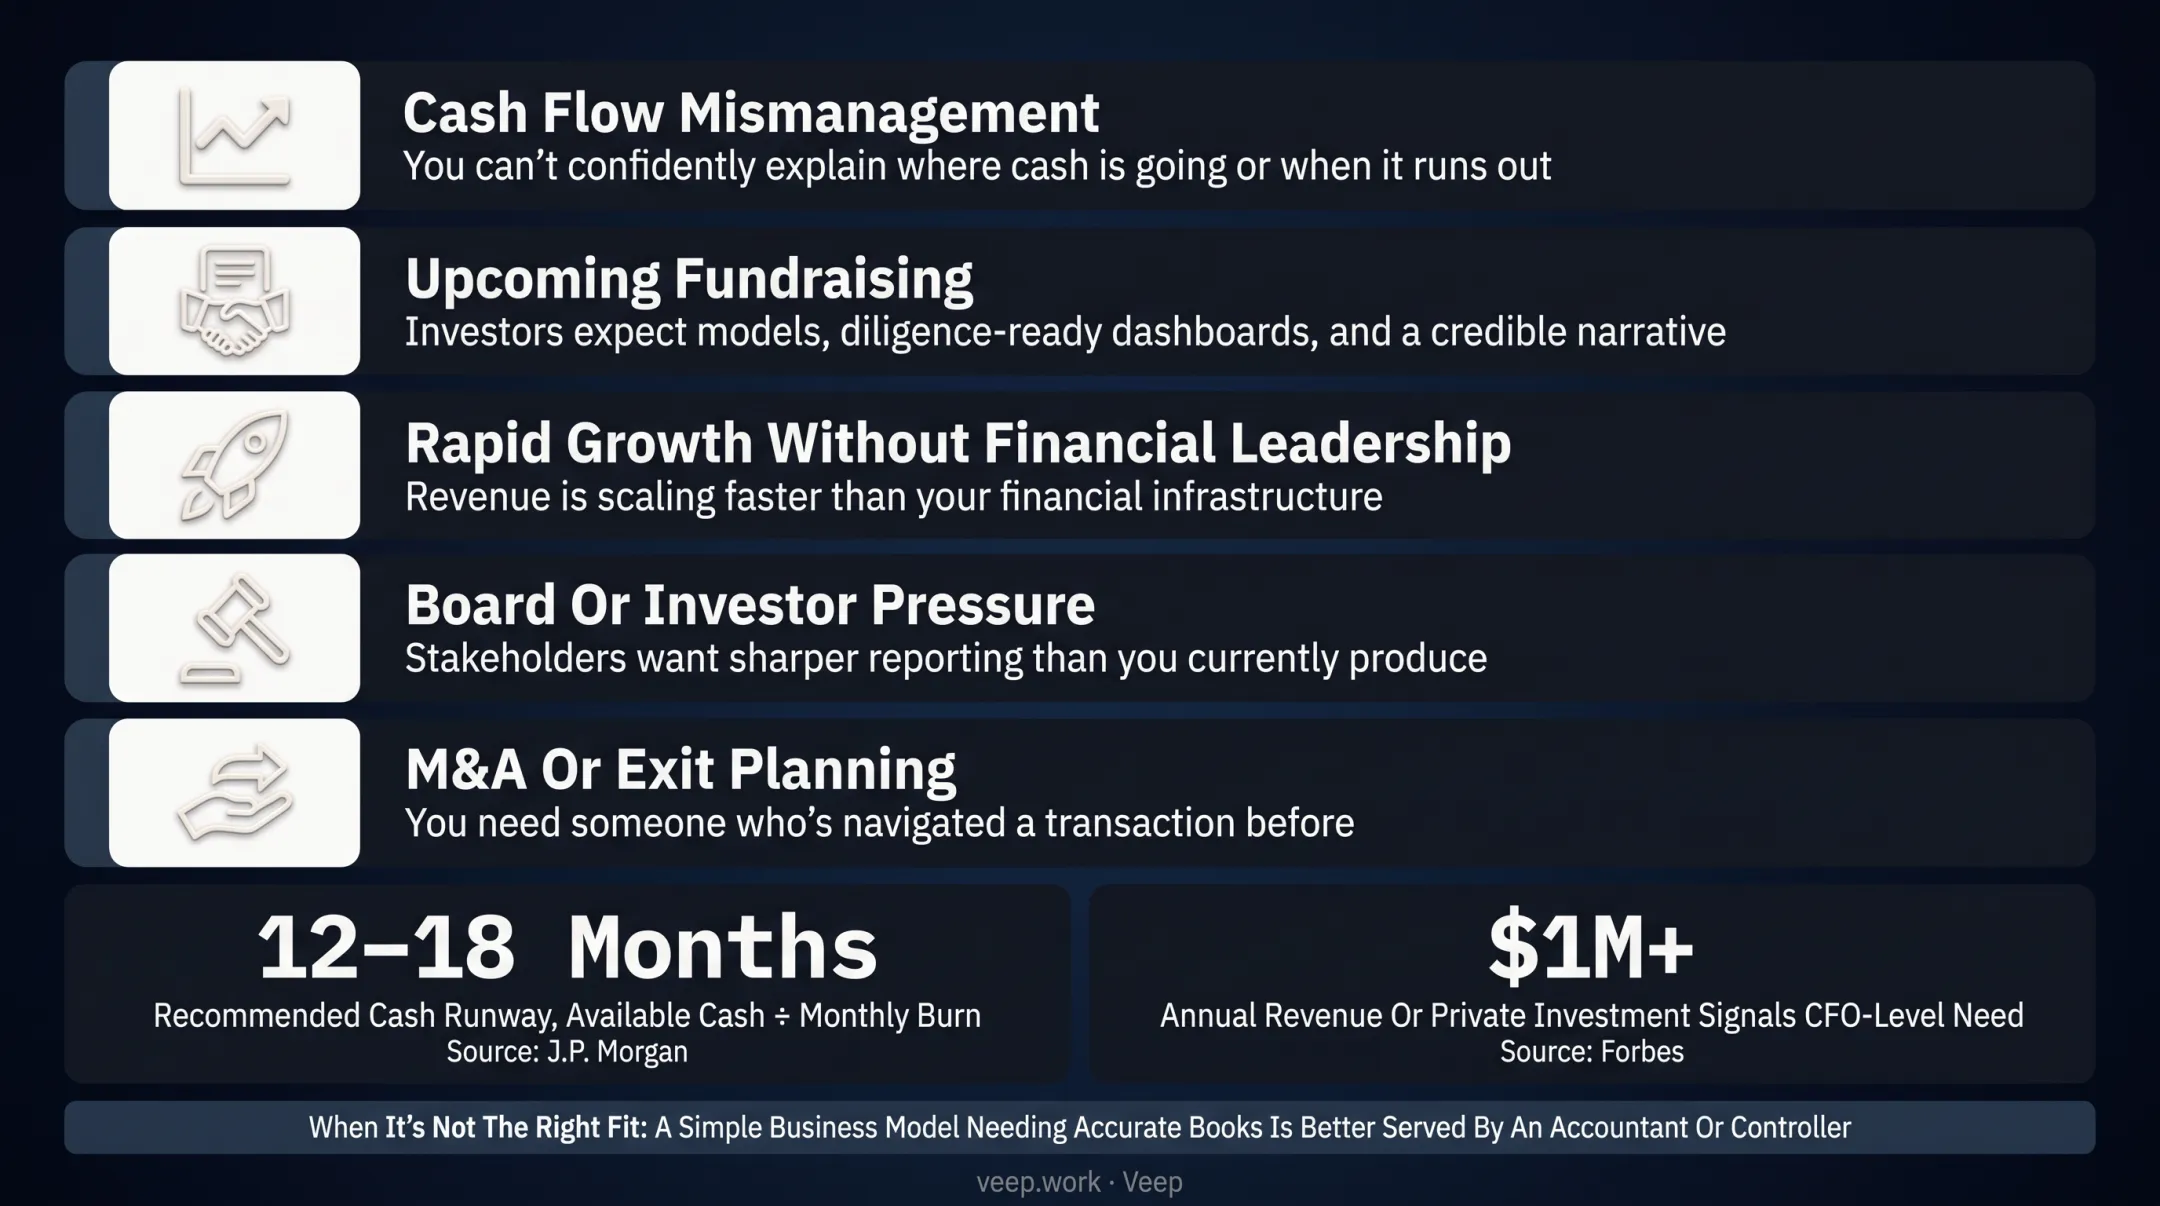 Cash Flow Mismanagement
You can’t confidently explain where cash is going or when it runs out
Upcoming Fundraising
Investors expect models, diligence-ready dashboards, and a credible narrative
Rapid Growth Without Financial Leadership
Revenue is scaling faster than your financial infrastructure
Board Or Investor Pressure
Stakeholders want sharper reporting than you currently produce
M&A Or Exit Planning
You need someone who’s navigated a transaction before
12–18 Months
Recommended Cash Runway, Available Cash ÷ Monthly Burn
Source: J.P. Morgan
$1M+
Annual Revenue Or Private Investment Signals CFO-Level Need
Source: Forbes
When It’s Not The Right Fit: A Simple Business Model Needing Accurate Books Is Better Served By An Accountant Or Controller
veep.work · Veep